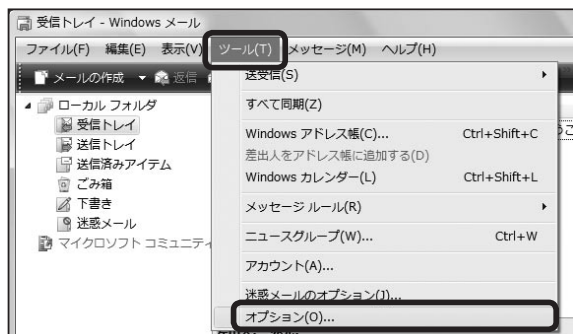 受信トレイ - Windows メール
ファイル(F) 編集(E) 表示(V) ツール(T) メッセージ(M) ヘルプ(H)
メールの作成 返信
ローカル フォルダ
受信トレイ
送信トレイ
送信済みアイテム
ごみ箱
下書き
迷惑メール
マイクロソフト コミュニティ
送受信(S)
すべて同期(Z)
Windows アドレス帳(C)... Ctrl+Shift+C
差出人をアドレス帳に追加する(D)
Windows カレンダー(L) Ctrl+Shift+L
メッセージ ルール(R)
ニュースグループ(W)... Ctrl+W
アカウント(A)...
迷惑メールのオプション(J)...
オプション(O)...